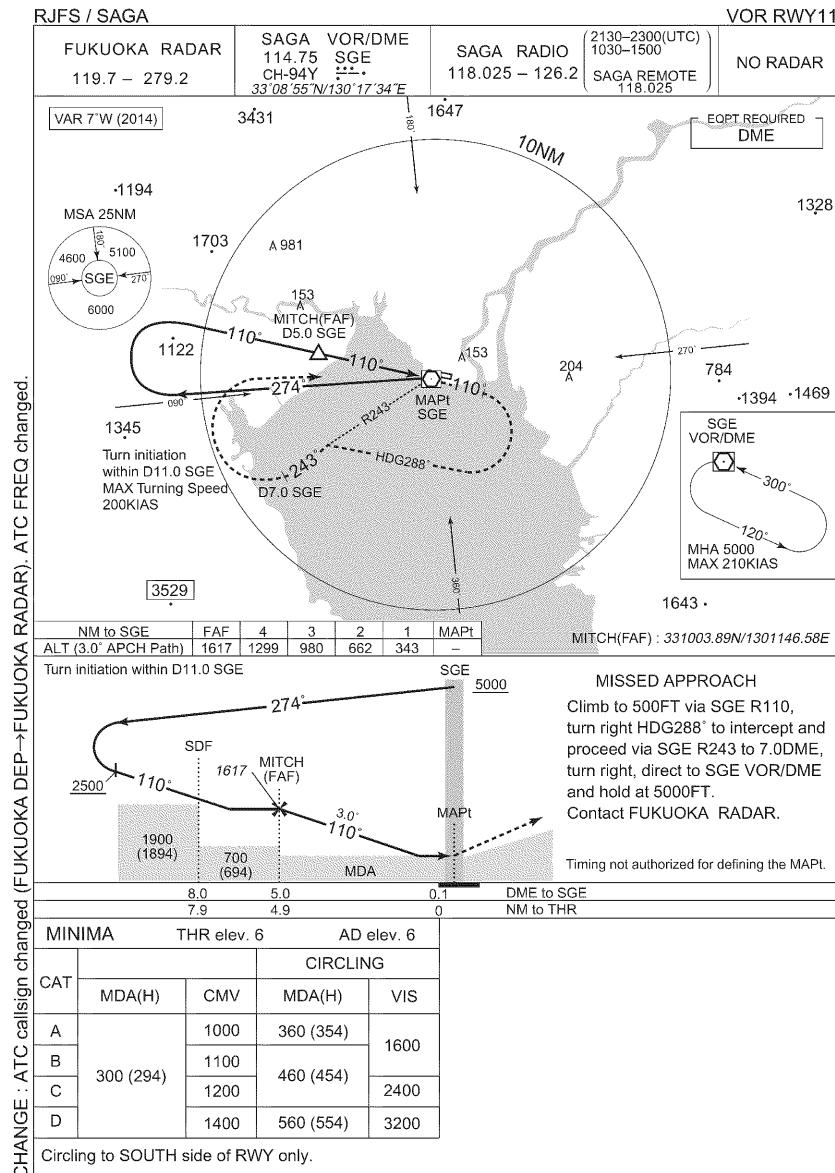 RJFS / SAGA
VOR RWY11
FUKUOKA RADAR
119.7 – 279.2
SAGA VOR/DME
114.75 SGE
CH-94Y
33°08'55"N/130°17'34"E
SAGA RADIO
118.025 – 126.2
2130–2300(UTC)
1030–1500
SAGA REMOTE
118.025
NO RADAR
VAR 7°W (2014)
3431
1647
180°
EQPT REQUIRED
DME
10NM
1194
1328
MSA 25NM
180°
4600
5100
090°
SGE
270°
6000
1703
981
153
MITCH(FAF)
D5.0 SGE
110°
1122
110°
153
204
270°
784
274°
110°
MAPt
SGE
090°
1394
1469
R243
1345
Turn initiation
within D11.0 SGE
MAX Turning Speed
200KIAS
243°
HDG288°
D7.0 SGE
SGE
VOR/DME
300°
120°
MHA 5000
MAX 210KIAS
3529
360°
1643
MITCH(FAF) : 331003.89N/1301146.58E
NM to SGE FAF 4 3 2 1 MAPt
ALT (3.0° APCH Path) 1617 1299 980 662 343 –
Turn initiation within D11.0 SGE
SGE
5000
274°
SDF
MITCH
(FAF)
1617
2500
110°
3.0°
110°
MAPt
1900
(1894)
700
(694)
MDA
8.0 5.0 0.1 DME to SGE
7.9 4.9 0 NM to THR
MISSED APPROACH
Climb to 500FT via SGE R110,
turn right HDG288° to intercept and
proceed via SGE R243 to 7.0DME,
turn right, direct to SGE VOR/DME
and hold at 5000FT.
Contact FUKUOKA RADAR.
Timing not authorized for defining the MAPt.
MINIMA THR elev. 6 AD elev. 6
CAT
CIRCLING
MDA(H) CMV MDA(H) VIS
A 300 (294) 1000 360 (354) 1600
B 1100 460 (454)
C 1200 2400
D 1400 560 (554) 3200
Circling to SOUTH side of RWY only.
CHANGE : ATC callsign changed (FUKUOKA DEP→FUKUOKA RADAR). ATC FREQ changed.